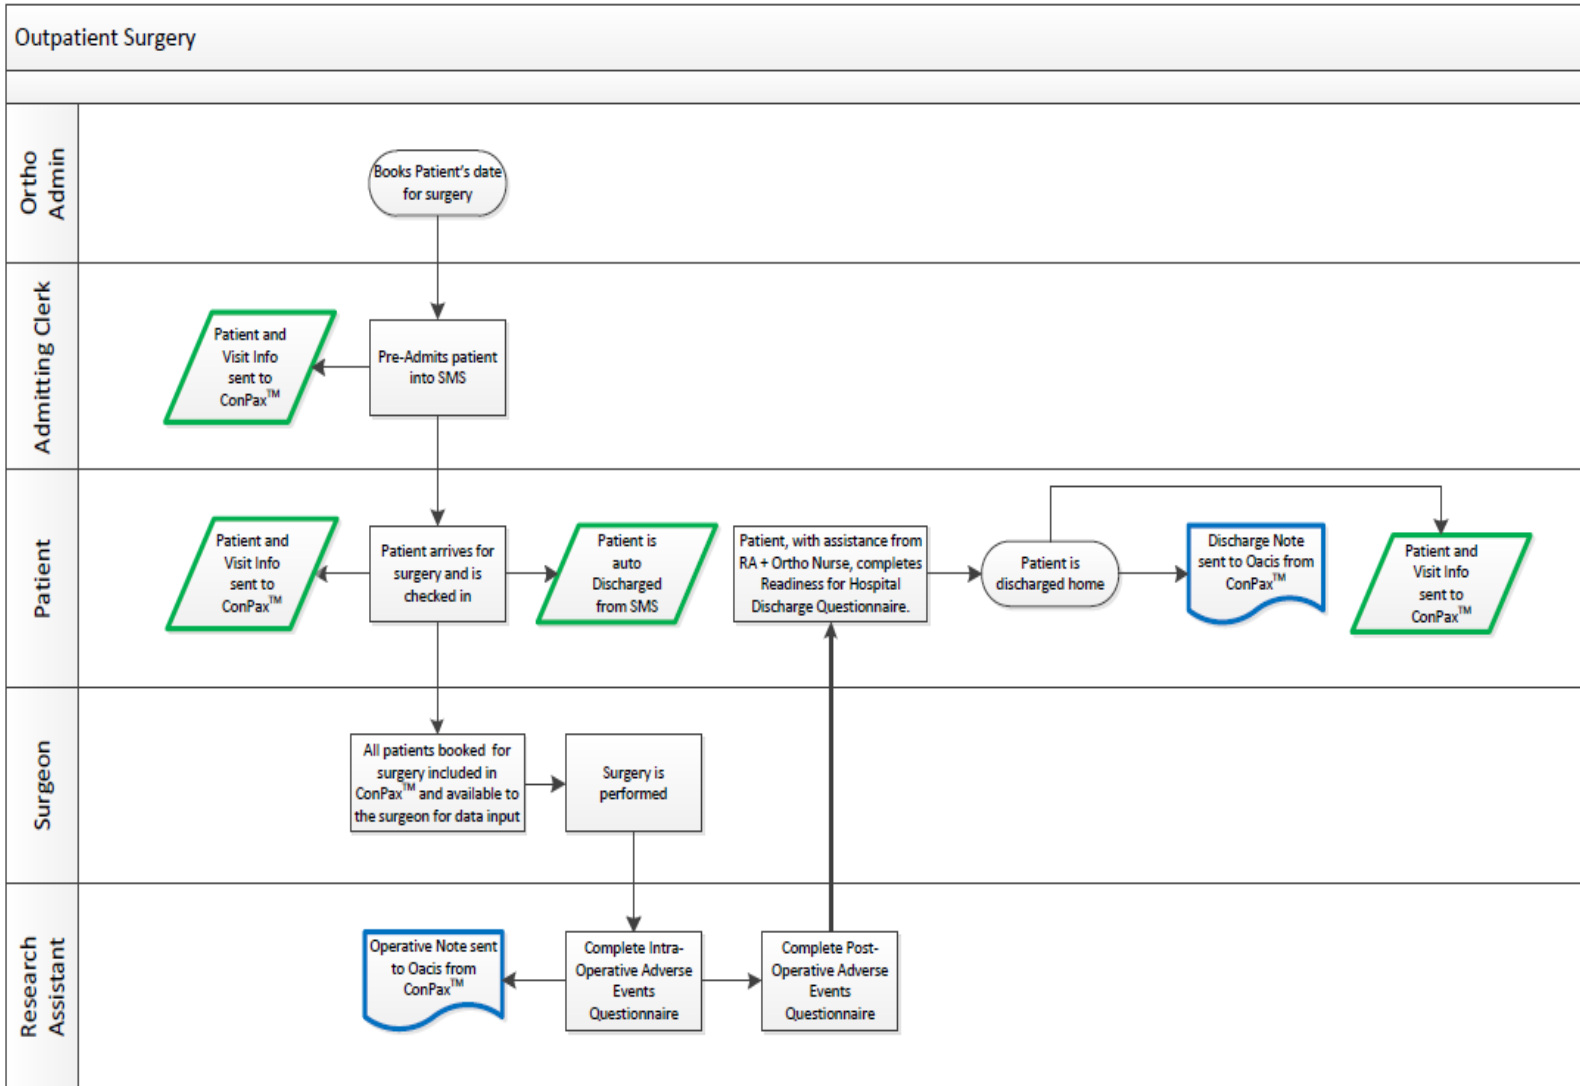 Outpatient Surgery
Ortho
Admin
Books Patient's date
for surgery
Admitting Clerk
Patient and
Visit Info
sent to
ConPax™
Pre-Admits patient
into SMS
Patient
Patient and
Visit Info
sent to
ConPax™
Patient arrives for
surgery and is
checked in
Patient is
auto
Discharged
from SMS
Patient, with assistance from
RA + Ortho Nurse, completes
Readiness for Hospital
Discharge Questionnaire.
Patient is
discharged home
Discharge Note
sent to Oacis from
ConPax™
Patient and
Visit Info
sent to
ConPax™
Surgeon
All patients booked for
surgery included in
ConPax™ and available to
the surgeon for data input
Surgery is
performed
Research
Assistant
Operative Note sent
to Oacis from
ConPax™
Complete Intra-
Operative Adverse
Events
Questionnaire
Complete Post-
Operative Adverse
Events
Questionnaire